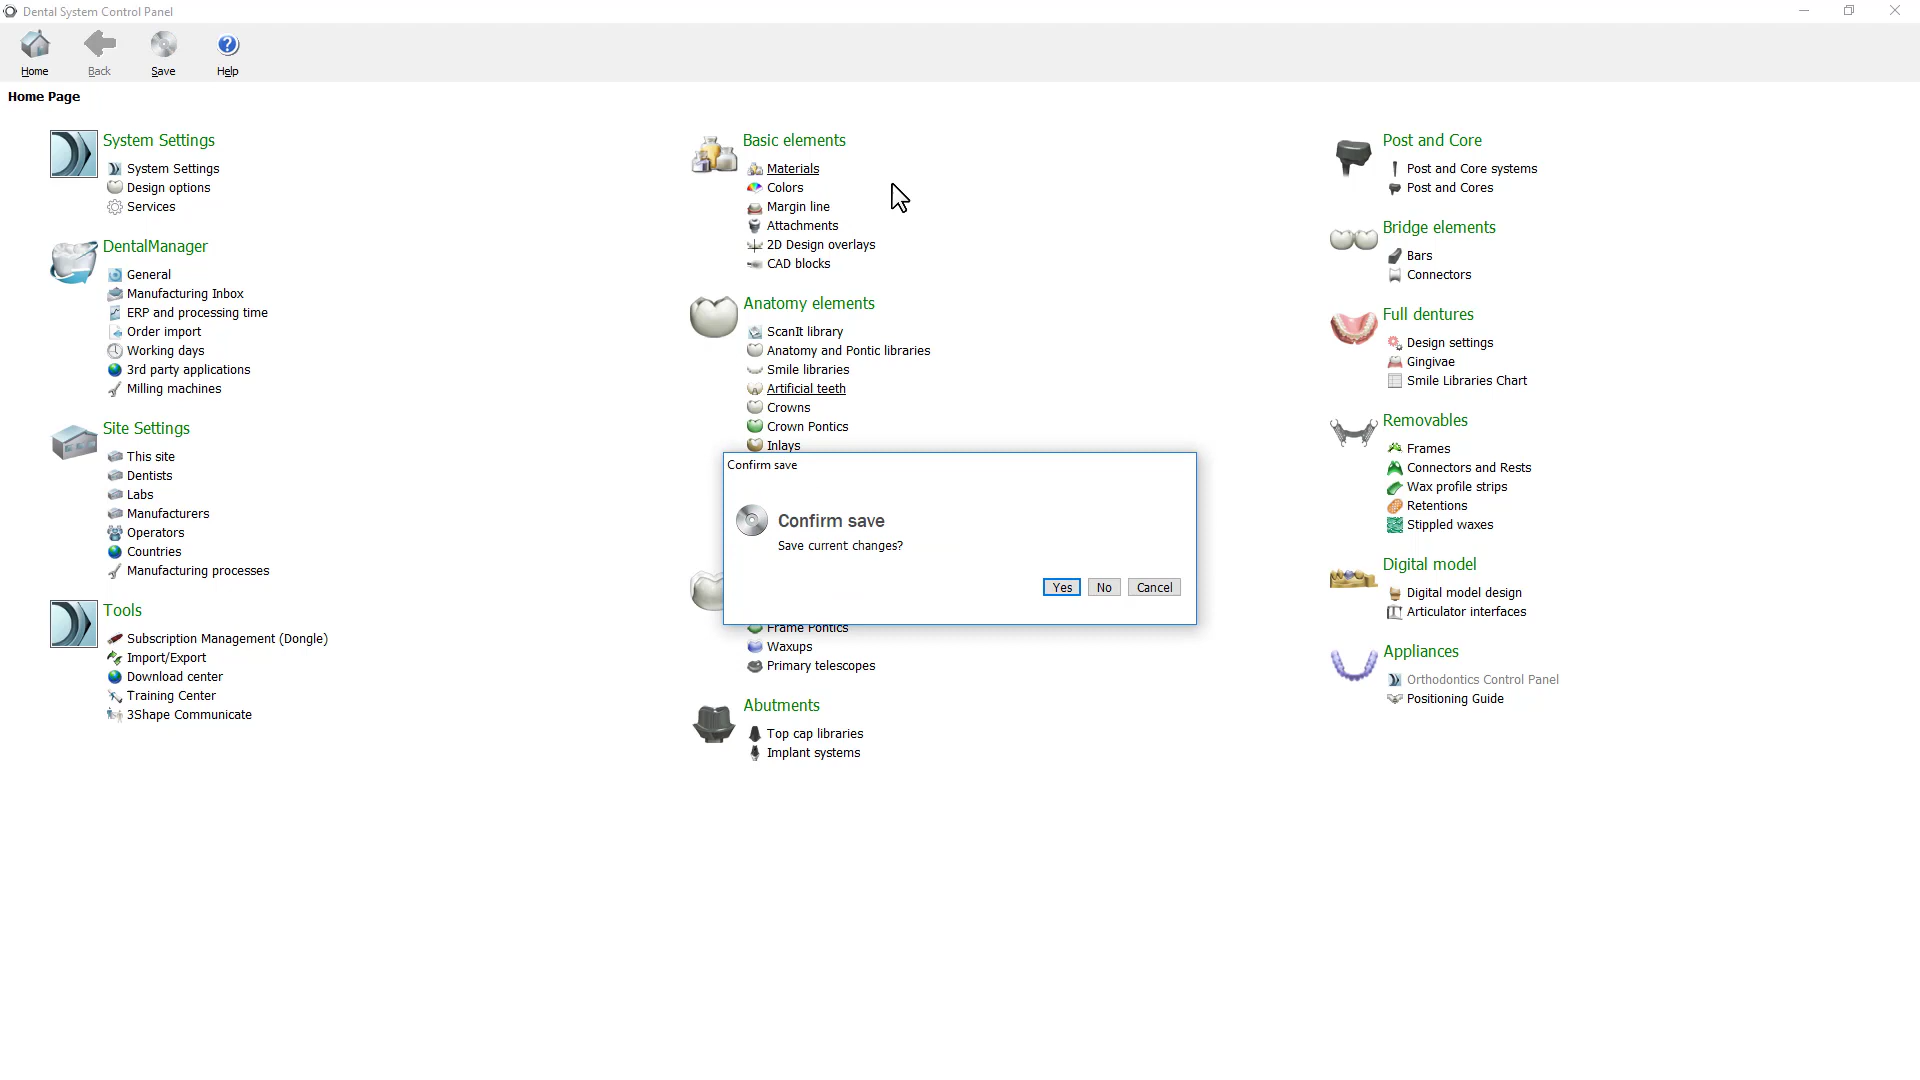 Dental System Control Panel
Home
Back
Save
Help
Home Page
System Settings
System Settings
Design options
Services
DentalManager
General
Manufacturing Inbox
ERP and processing time
Order import
Working days
3rd party applications
Milling machines
Site Settings
This site
Dentists
Labs
Manufacturers
Operators
Countries
Manufacturing processes
Tools
Subscription Management (Dongle)
Import/Export
Download center
Training Center
3Shape Communicate
Basic elements
Materials
Colors
Margin line
Attachments
2D Design overlays
CAD blocks
Anatomy elements
ScanIt library
Anatomy and Pontic libraries
Smile libraries
Artificial teeth
Crowns
Crown Pontics
Inlays
Confirm save
Confirm save
Save current changes?
Yes
No
Cancel
Frame Pontics
Waxups
Primary telescopes
Abutments
Top cap libraries
Implant systems
Post and Core
Post and Core systems
Post and Cores
Bridge elements
Bars
Connectors
Full dentures
Design settings
Gingivae
Smile Libraries Chart
Removables
Frames
Connectors and Rests
Wax profile strips
Retentions
Stippled waxes
Digital model
Digital model design
Articulator interfaces
Appliances
Orthodontics Control Panel
Positioning Guide